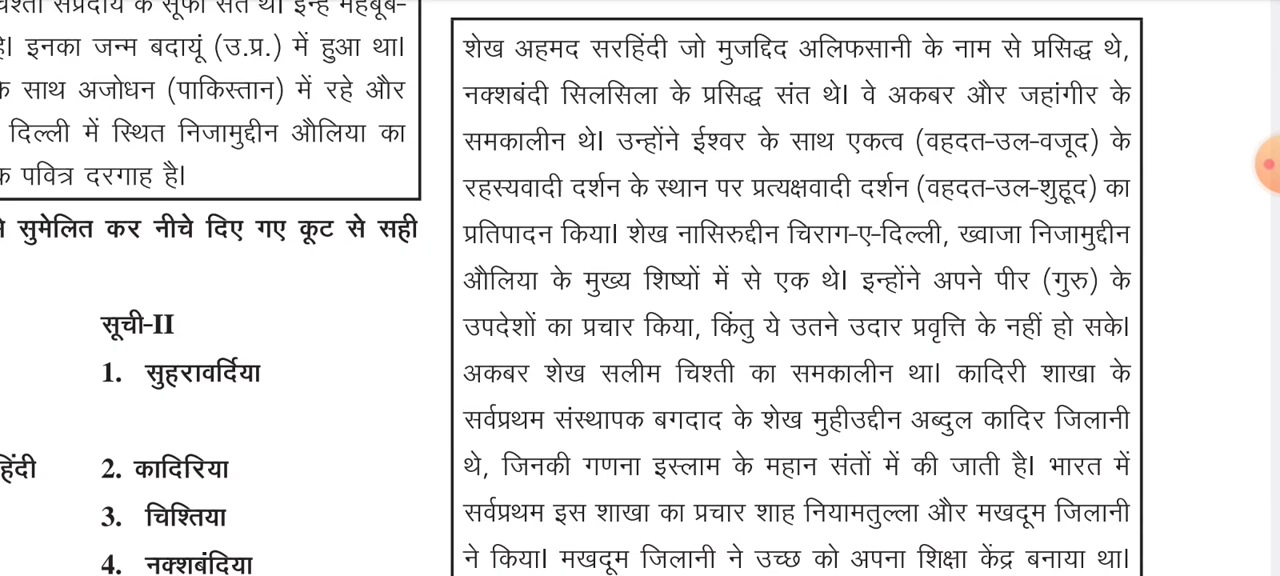 चिश्ती संप्रदाय के सूफी संत थे। इन्हें महबूब-
है। इनका जन्म बदायूं (उ.प्र.) में हुआ था।
के साथ अजोधन (पाकिस्तान) में रहे और
दिल्ली में स्थित निजामुद्दीन औलिया का
पवित्र दरगाह है।
सुमेलित कर नीचे दिए गए कूट से सही
सूची-II
1. सुहरावर्दिया
हिंदी 2. कादिरिया
3. चिश्तिया
4. नक्शबंदिया
शेख अहमद सरहिंदी जो मुजद्दिद अलिफसानी के नाम से प्रसिद्ध थे,
नक्शबंदी सिलसिला के प्रसिद्ध संत थे। वे अकबर और जहांगीर के
समकालीन थे। उन्होंने ईश्वर के साथ एकत्व (वहदत-उल-वजूद) के
रहस्यवादी दर्शन के स्थान पर प्रत्यक्षवादी दर्शन (वहदत-उल-शुहूद) का
प्रतिपादन किया। शेख नासिरुद्दीन चिराग-ए-दिल्ली, ख्वाजा निजामुद्दीन
औलिया के मुख्य शिष्यों में से एक थे। इन्होंने अपने पीर (गुरु) के
उपदेशों का प्रचार किया, किंतु ये उतने उदार प्रवृत्ति के नहीं हो सके।
अकबर शेख सलीम चिश्ती का समकालीन था। कादिरी शाखा के
सर्वप्रथम संस्थापक बगदाद के शेख मुहीउद्दीन अब्दुल कादिर जिलानी
थे, जिनकी गणना इस्लाम के महान संतों में की जाती है। भारत में
सर्वप्रथम इस शाखा का प्रचार शाह नियामतुल्ला और मखदूम जिलानी
ने किया। मखदूम जिलानी ने उच्छ को अपना शिक्षा केंद्र बनाया था।